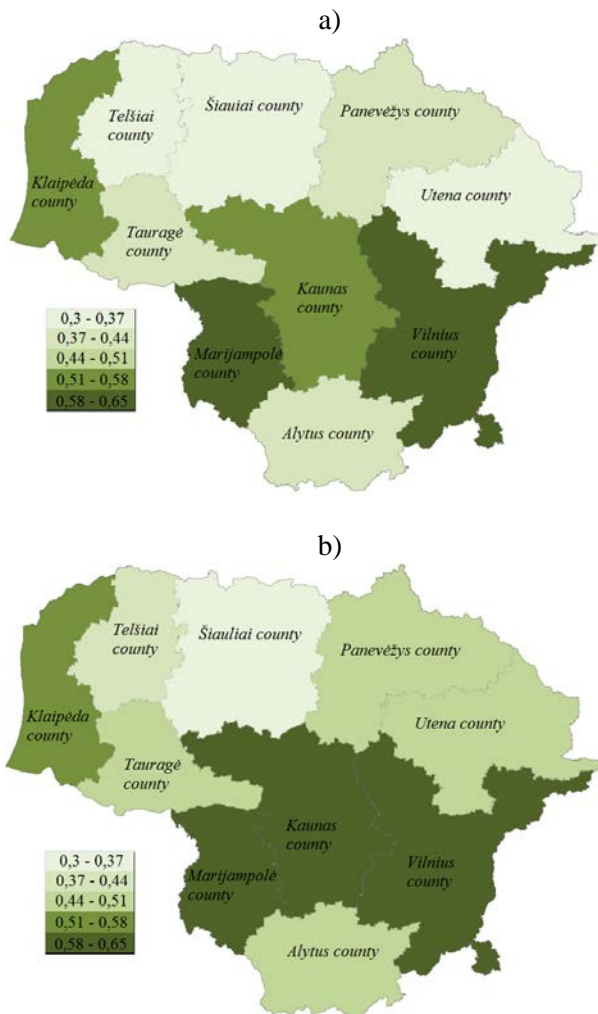 a)
Telšiai
county
Šiauiai county
Panevėžys county
Klaipėda
county
Utena county
Tauragė
county
Kaunas
county
0,3 - 0,37
0,37 - 0,44
0,44 - 0,51
0,51 - 0,58
0,58 - 0,65
Marijampolė
county
Vilnius
county
Alytus county
b)
Telšiai
county
Šiauliai county
Panevėžys county
Klaipėda
county
Utena county
Tauragė
county
Kaunas
county
0,3 - 0,37
0,37 - 0,44
0,44 - 0,51
0,51 - 0,58
0,58 - 0,65
Marijampolė
county
Vilnius
county
Alytus county